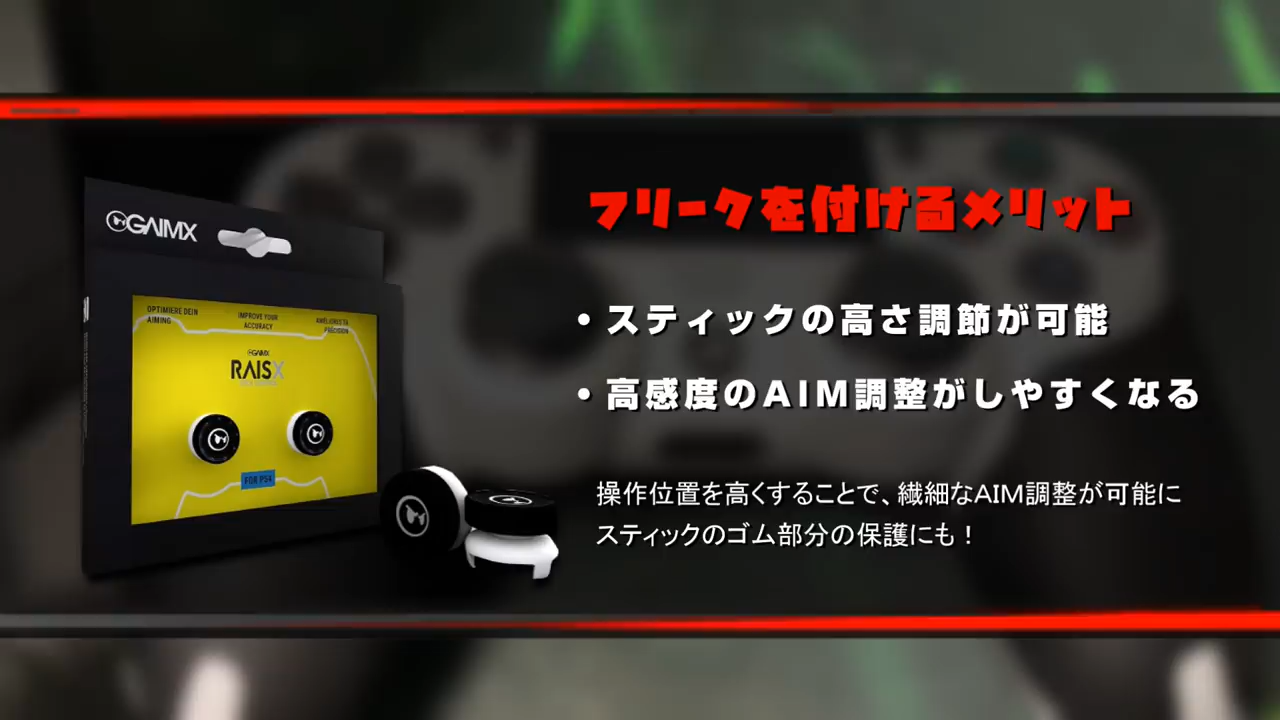 フリークを付けるメリット
・スティックの高さ調節が可能
・高感度のAIM調整がしやすくなる
操作位置を高くすることで、繊細なAIM調整が可能に
スティックのゴム部分の保護にも！
GAIMX
OPTIMIERE DEIN
AIMING
IMPROVE YOUR
ACCURACY
AMÉLIOREZ TA
PRÉCISION
GAIMX
RAISX
FOR PS4